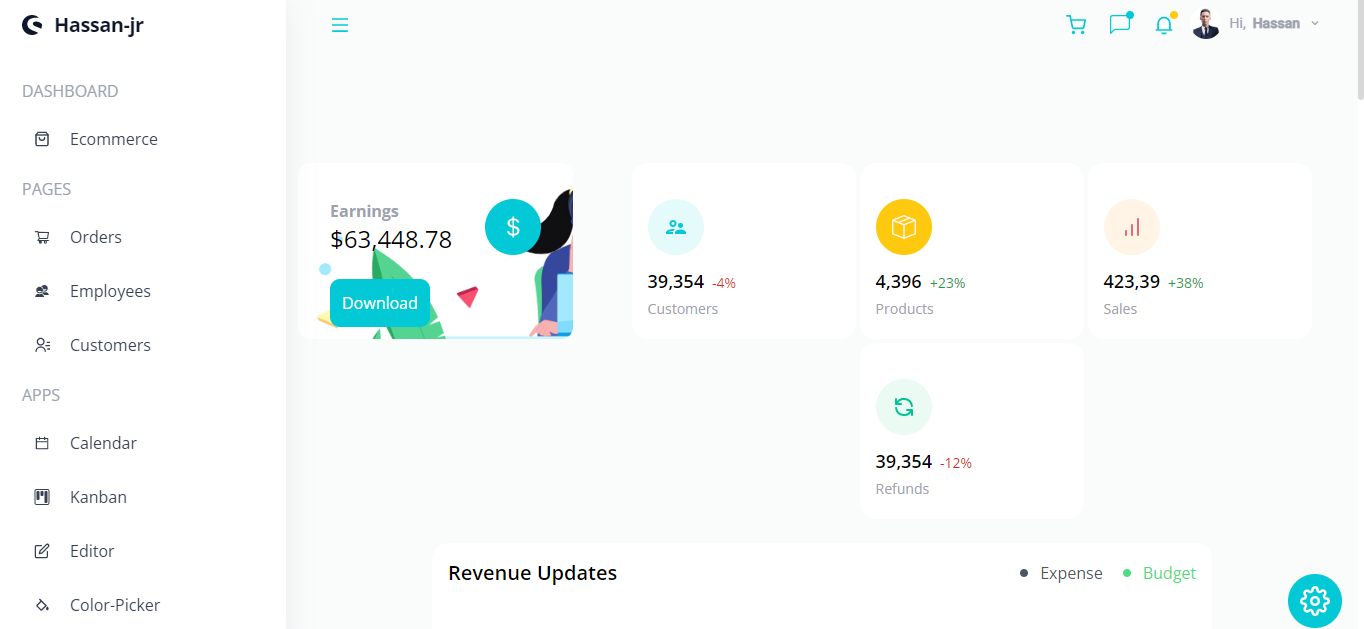 Hassan-jr
DASHBOARD
Ecommerce
PAGES
Orders
Employees
Customers
APPS
Calendar
Kanban
Editor
Color-Picker
Hi, Hassan
Earnings
$63,448.78
$
Download
39,354 -4%
Customers
4,396 +23%
Products
423,39 +38%
Sales
39,354 -12%
Refunds
Revenue Updates
Expense
Budget